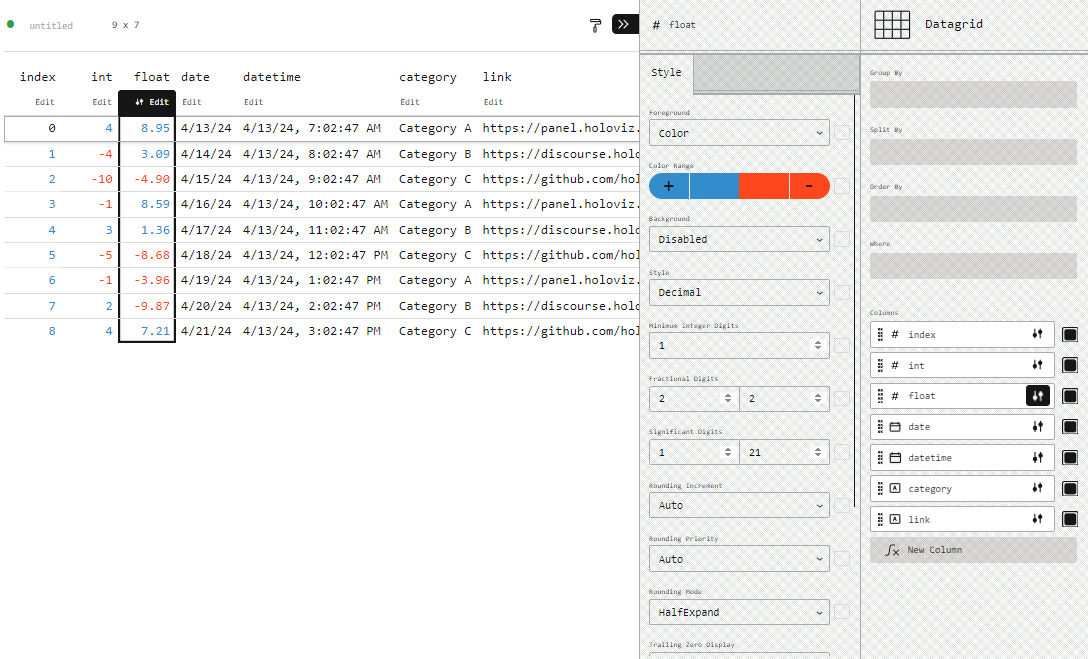 untitled 9 x 7
index int float date datetime category link
Edit Edit Edit Edit Edit Edit Edit
0 4 8.95 4/13/24 4/13/24, 7:02:47 AM Category A https://panel.holoviz.
1 -4 3.09 4/14/24 4/13/24, 8:02:47 AM Category B https://discourse.holo
2 -10 -4.90 4/15/24 4/13/24, 9:02:47 AM Category C https://github.com/hol
3 -1 8.59 4/16/24 4/13/24, 10:02:47 AM Category A https://panel.holoviz.
4 3 1.36 4/17/24 4/13/24, 11:02:47 AM Category B https://discourse.holo
5 -5 -8.68 4/18/24 4/13/24, 12:02:47 PM Category C https://github.com/hol
6 -1 -3.96 4/19/24 4/13/24, 1:02:47 PM Category A https://panel.holoviz.
7 2 -9.87 4/20/24 4/13/24, 2:02:47 PM Category B https://discourse.holo
8 4 7.21 4/21/24 4/13/24, 3:02:47 PM Category C https://github.com/hol
# float
Style
Foreground
Color
Color Range
+ -
Background
Disabled
Style
Decimal
Minimum Integer Digits
1
Fractional Digits
2 2
Significant Digits
1 21
Rounding Increment
Auto
Rounding Priority
Auto
Rounding Mode
HalfExpand
Trailing Zero Display
Datagrid
Group By
Split By
Order By
Where
Columns
# index
# int
# float
date
datetime
A category
A link
∫x New Column